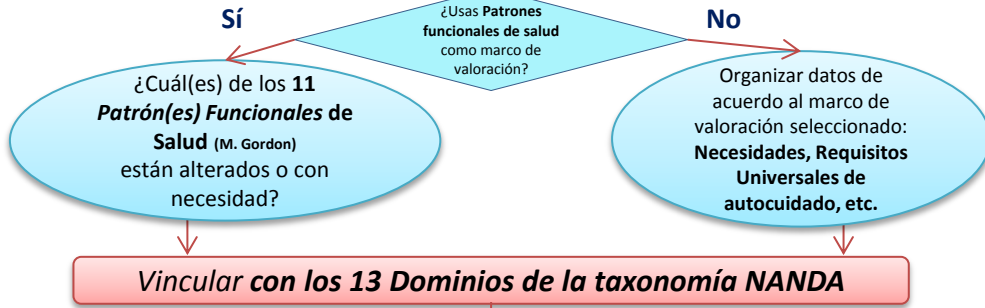 Sí
¿Usas Patrones
funcionales de salud
como marco de
valoración?
No
¿Cuál(es) de los 11
Patrón(es) Funcionales de
Salud (M. Gordon)
están alterados o con
necesidad?
Organizar datos de
acuerdo al marco de
valoración seleccionado:
Necesidades, Requisitos
Universales de
autocuidado, etc.
Vincular con los 13 Dominios de la taxonomía NANDA